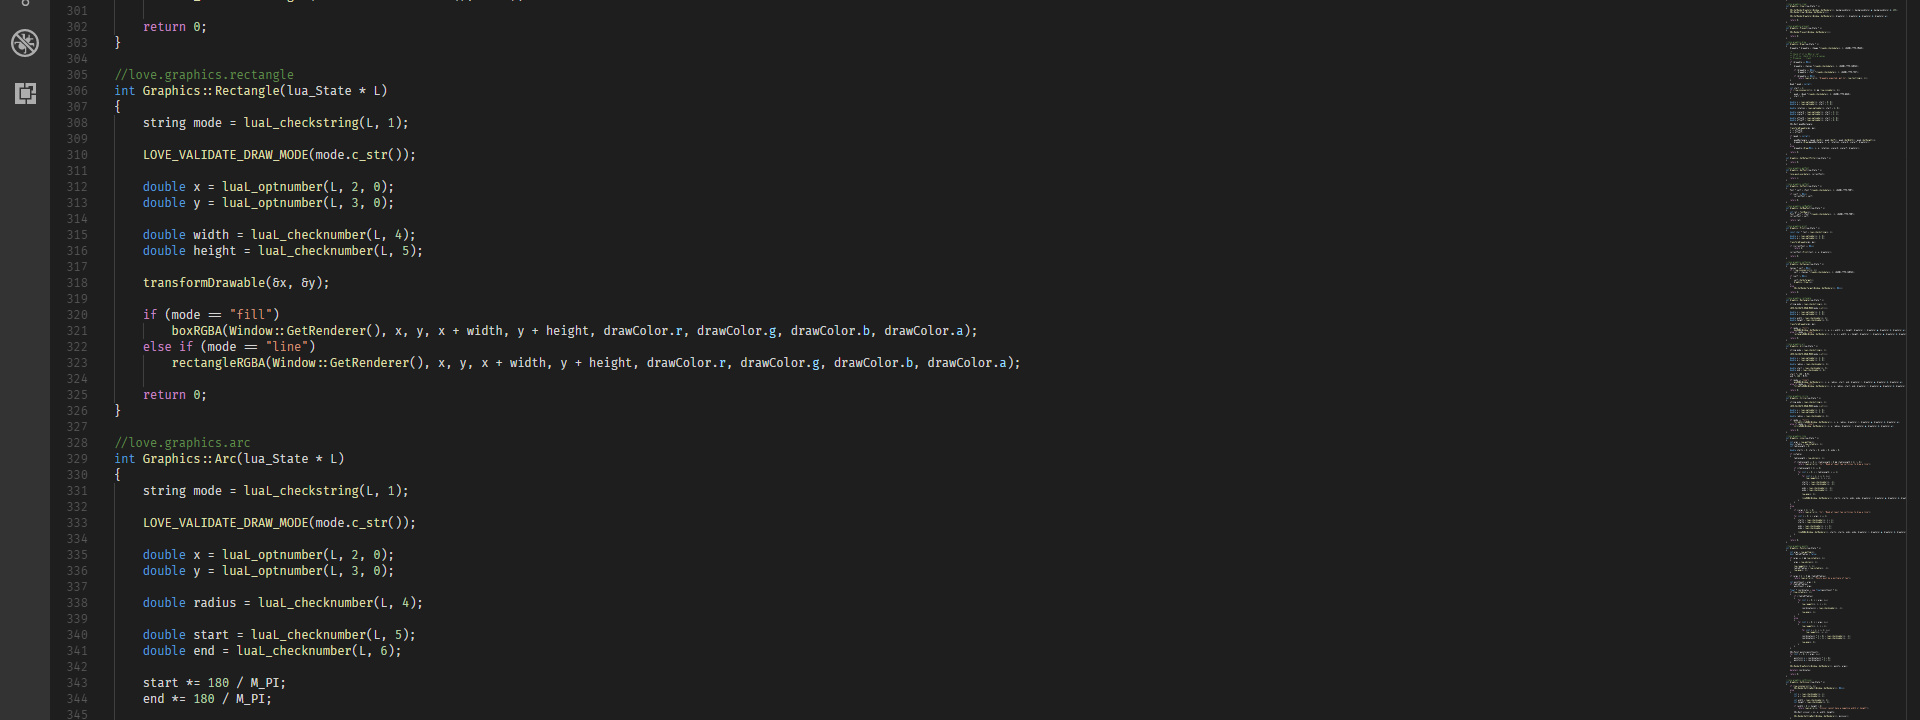 301
302 return 0;
303 }
304
305 //love.graphics.rectangle
306 int Graphics::Rectangle(lua_State * L)
307 {
308 string mode = luaL_checkstring(L, 1);
309
310 LOVE_VALIDATE_DRAW_MODE(mode.c_str());
311
312 double x = luaL_optnumber(L, 2, 0);
313 double y = luaL_optnumber(L, 3, 0);
314
315 double width = luaL_checknumber(L, 4);
316 double height = luaL_checknumber(L, 5);
317
318 transformDrawable(&x, &y);
319
320 if (mode == "fill")
321 boxRGBA(Window::GetRenderer(), x, y, x + width, y + height, drawColor.r, drawColor.g, drawColor.b, drawColor.a);
322 else if (mode == "line")
323 rectangleRGBA(Window::GetRenderer(), x, y, x + width, y + height, drawColor.r, drawColor.g, drawColor.b, drawColor.a);
324
325 return 0;
326 }
327
328 //love.graphics.arc
329 int Graphics::Arc(lua_State * L)
330 {
331 string mode = luaL_checkstring(L, 1);
332
333 LOVE_VALIDATE_DRAW_MODE(mode.c_str());
334
335 double x = luaL_optnumber(L, 2, 0);
336 double y = luaL_optnumber(L, 3, 0);
337
338 double radius = luaL_checknumber(L, 4);
339
340 double start = luaL_checknumber(L, 5);
341 double end = luaL_checknumber(L, 6);
342
343 start *= 180 / M_PI;
344 end *= 180 / M_PI;
345